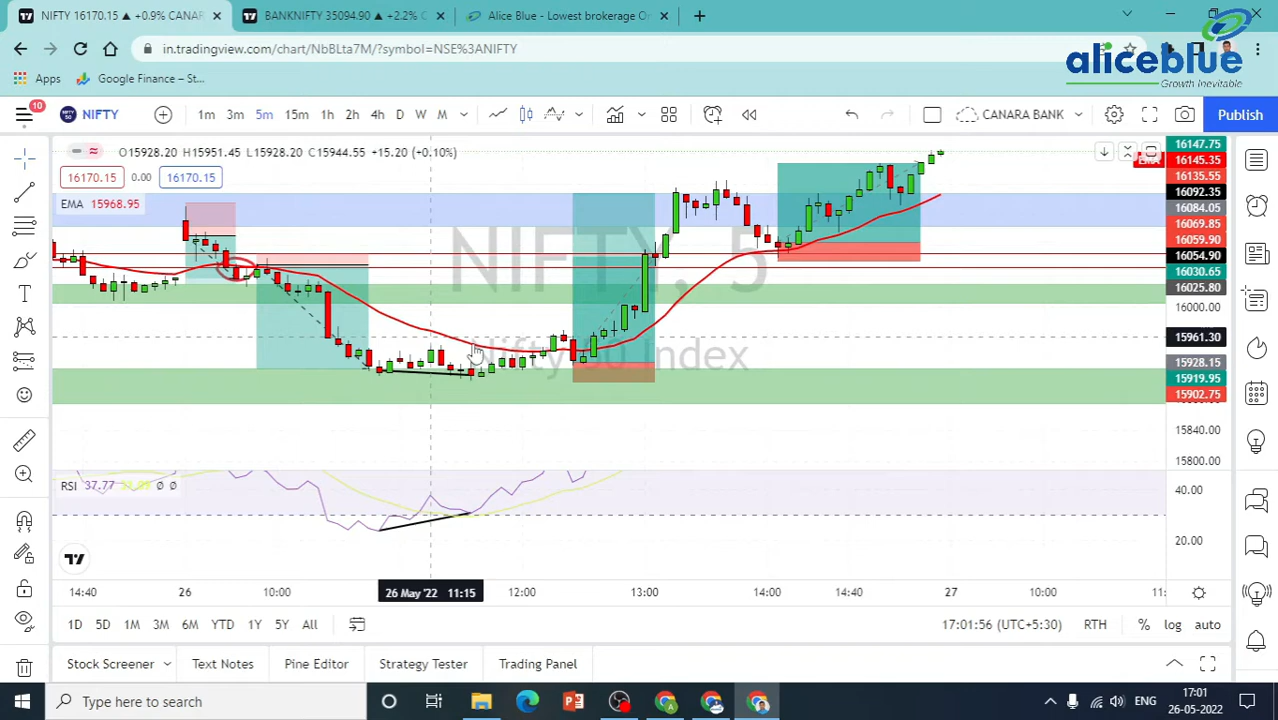 NIFTY 16170.15 ▲ +0.9% CANAR
BANKNIFTY 35094.90 ▲ +2.2% C
Alice Blue - Lowest brokerage On
in.tradingview.com/chart/NbBLta7M/?symbol=NSE%3ANIFTY
aliceblue
Growth Inevitable
Apps
Google Finance – St...
10
NIFTY
1m 3m 5m 15m 1h 2h 4h D W M
CANARA BANK
Publish
O15928.20 H15951.45 L15928.20 C15944.55 +15.20 (+0.10%)
16170.15 0.00 16170.15
EMA 15968.95
NIFTY, 5
Nifty 50 Index
EMA
16147.75
16145.35
16135.55
16092.35
16084.05
16069.85
16059.90
16054.90
16030.65
16025.80
16000.00
15961.30
15928.15
15919.95
15902.75
15840.00
15800.00
RSI 37.77 Ø Ø
40.00
20.00
14:40 26 10:00 26 May '22 11:15 12:00 13:00 14:00 14:40 27 10:00 11:
1D 5D 1M 3M 6M YTD 1Y 5Y All
17:01:56 (UTC+5:30) RTH % log auto
Stock Screener Text Notes Pine Editor Strategy Tester Trading Panel
Type here to search
ENG
17:01
26-05-2022